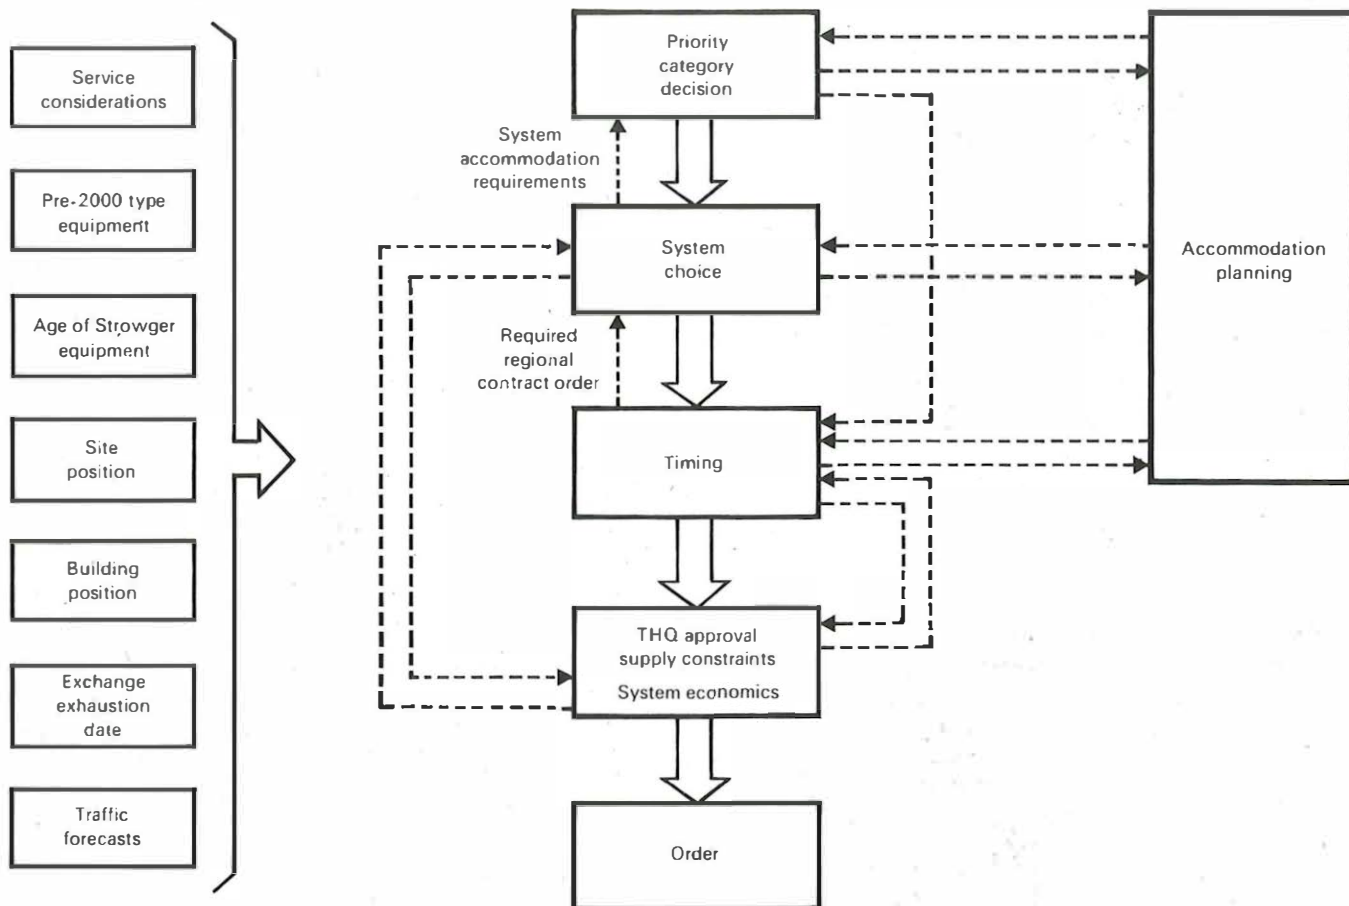 Service
considerations
Pre-2000 type
equipment
Age of Strowger
equipment
Site
position
Building
position
Exchange
exhaustion
date
Traffic
forecasts
Priority
category
decision
System
accommodation
requirements
System
choice
Required
regional
contract order
Timing
THQ approval
supply constraints
System economics
Order
Accommodation
planning